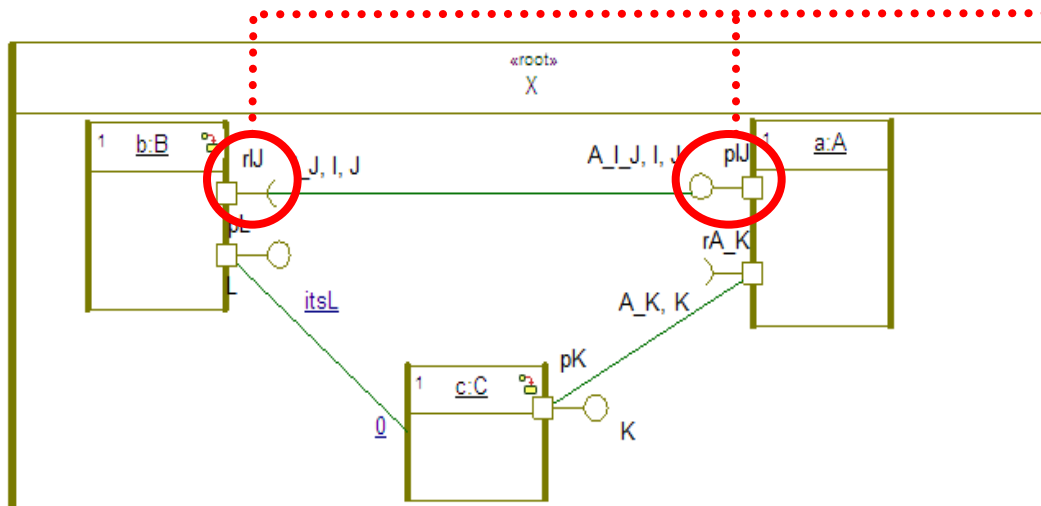 «root»
X
1 b:B
rIJ
_J, I, J
A_I_J, I, J
pIJ
1 a:A
pL
L
rA_K
itsL
A_K, K
pK
1 c:C
0
K